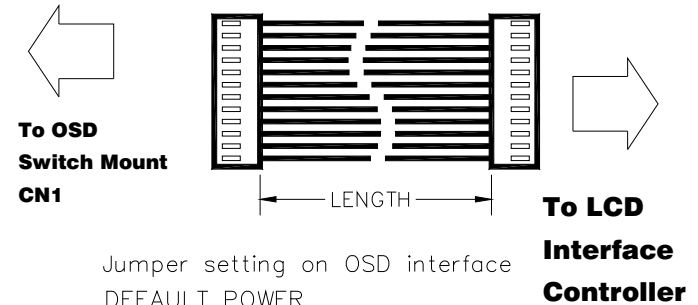 To OSD
Switch Mount
CN1
LENGTH
To LCD
Interface
Controller
Jumper setting on OSD interface
DEFAULT POWER